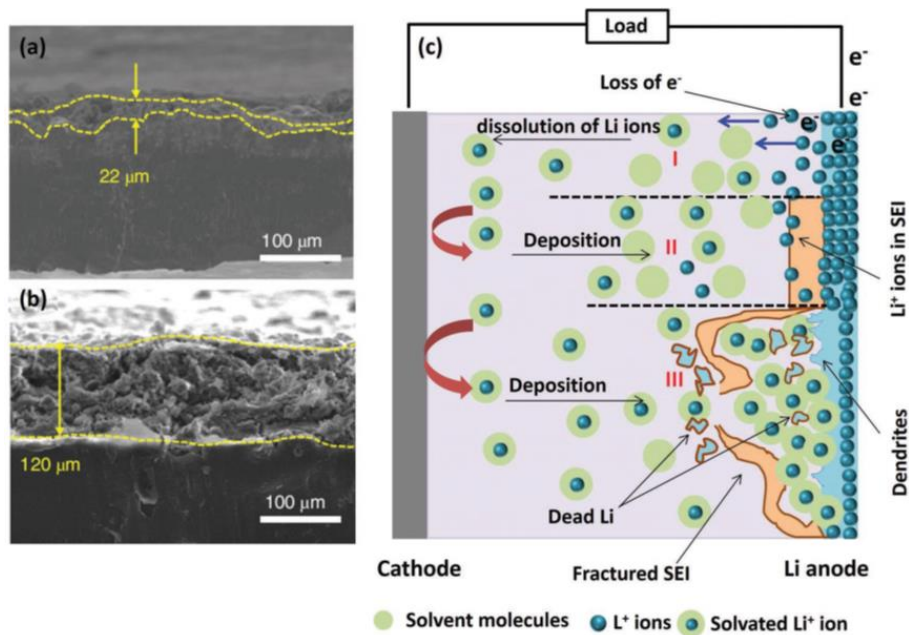 (a)
22 μm
100 μm
(b)
120 μm
100 μm
(c)
Load
e-
e-
Loss of e-
e-
e-
dissolution of Li ions
I
Deposition
II
Deposition
III
Dead Li
Fractured SEI
Li+ ions in SEI
Dendrites
Cathode
Li anode
Solvent molecules
L+ ions
Solvated Li+ ion